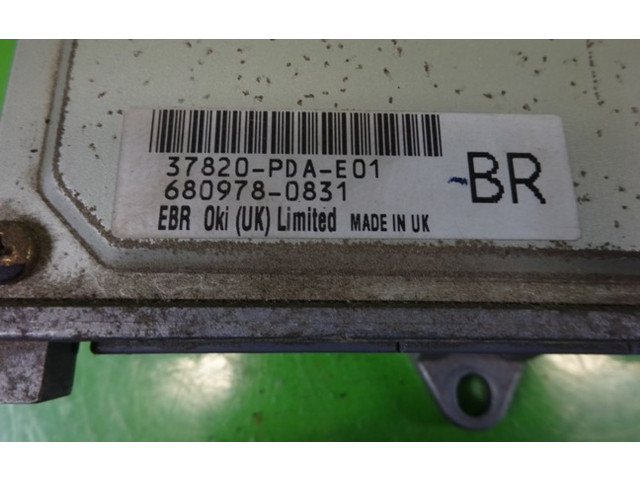 37820-PDA-E01
680978-0831
EBR Oki (UK) Limited MADE IN UK
BR